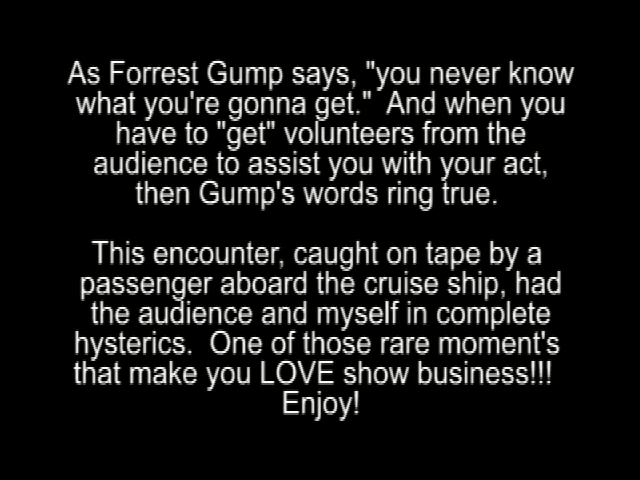 As Forrest Gump says, "you never know
what you're gonna get."  And when you
have to "get" volunteers from the
audience to assist you with your act,
then Gump's words ring true.
This encounter, caught on tape by a
passenger aboard the cruise ship, had
the audience and myself in complete
hysterics.  One of those rare moment's
that make you LOVE show business!!!
Enjoy!